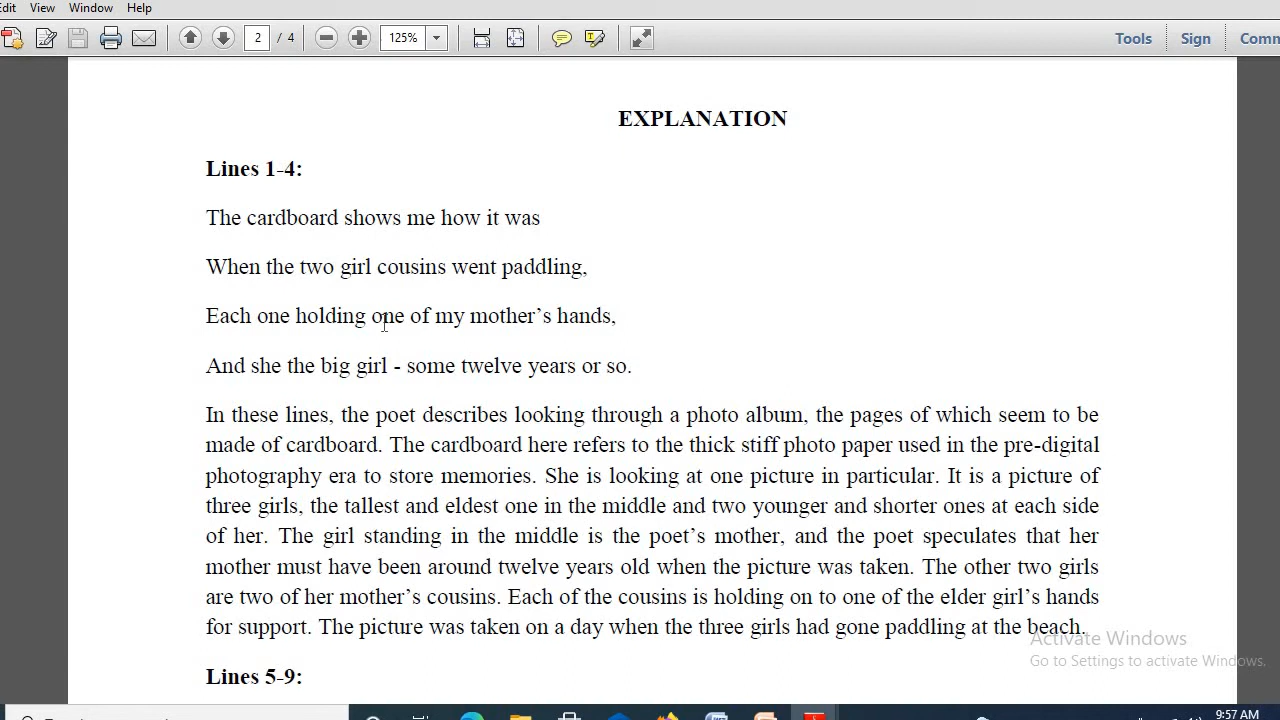 Edit View Window Help
2 / 4 125% Tools Sign Comm
EXPLANATION
Lines 1-4:
The cardboard shows me how it was
When the two girl cousins went paddling,
Each one holding one of my mother’s hands,
And she the big girl - some twelve years or so.
In these lines, the poet describes looking through a photo album, the pages of which seem to be
made of cardboard. The cardboard here refers to the thick stiff photo paper used in the pre-digital
photography era to store memories. She is looking at one picture in particular. It is a picture of
three girls, the tallest and eldest one in the middle and two younger and shorter ones at each side
of her. The girl standing in the middle is the poet’s mother, and the poet speculates that her
mother must have been around twelve years old when the picture was taken. The other two girls
are two of her mother’s cousins. Each of the cousins is holding on to one of the elder girl’s hands
for support. The picture was taken on a day when the three girls had gone paddling at the beach.
Activate Windows
Go to Settings to activate Windows.
Lines 5-9:
9:57 AM